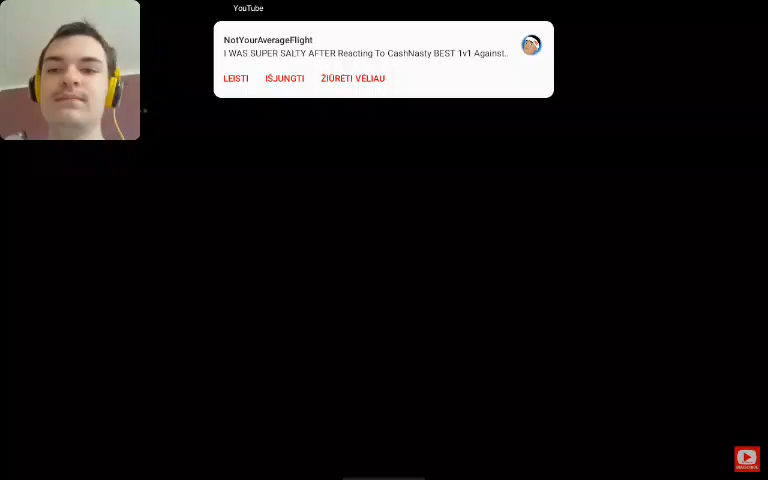 YouTube
NotYourAverageFlight
I WAS SUPER SALTY AFTER Reacting To CashNasty BEST 1v1 Against..
LEISTI IŠJUNGTI ŽIŪRĖTI VĖLIAU